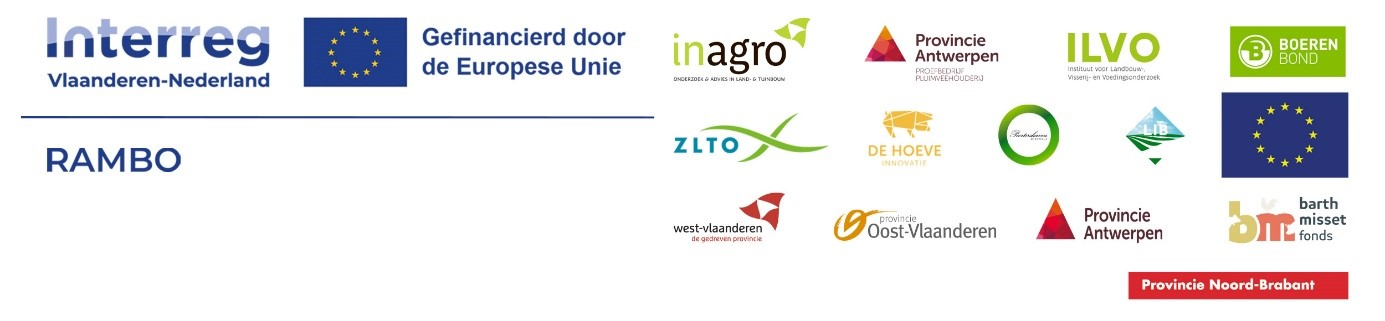 Interreg
Vlaanderen-Nederland
Gefinancierd door
de Europese Unie
RAMBO
inagro
ONDERZOEK & ADVIES IN LAND- & TUINBOUW
Provincie
Antwerpen
PROEFBEDRIJF
PLUIMVEEHOUDERIJ
ILVO
Instituut voor Landbouw-,
Visserij- en Voedingsonderzoek
BOEREN
BOND
ZLTO
DE HOEVE
INNOVATIE
LIB
west-vlaanderen
de gedreven provincie
provincie
Oost-Vlaanderen
Provincie
Antwerpen
bm
barth
misset
fonds
Provincie Noord-Brabant